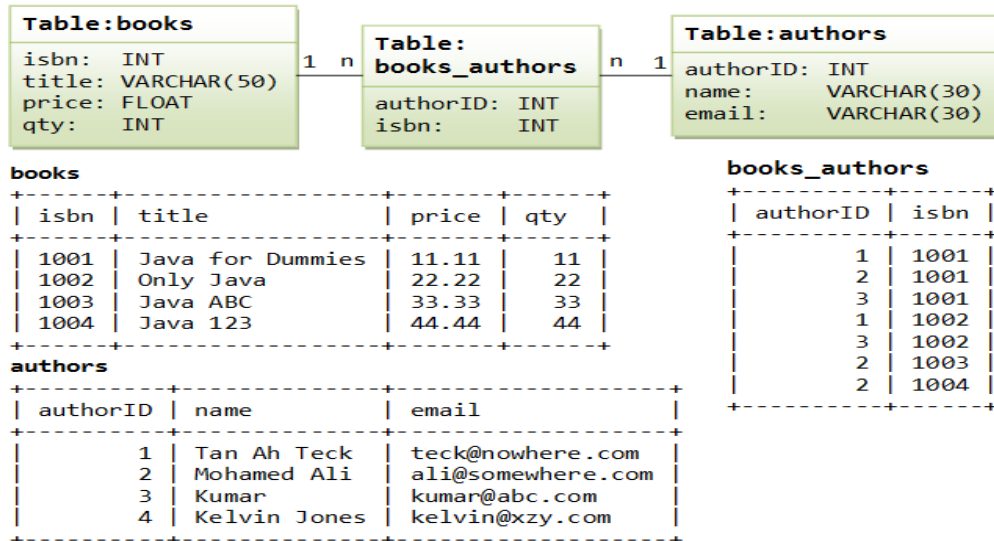 Table:books
isbn: INT
title: VARCHAR(50)
price: FLOAT
qty: INT
1 n
Table:
books_authors
authorID: INT
isbn: INT
n 1
Table:authors
authorID: INT
name: VARCHAR(30)
email: VARCHAR(30)
books
+------+------------------+-------+------+
| isbn | title | price | qty |
+------+------------------+-------+------+
| 1001 | Java for Dummies | 11.11 | 11 |
| 1002 | Only Java | 22.22 | 22 |
| 1003 | Java ABC | 33.33 | 33 |
| 1004 | Java 123 | 44.44 | 44 |
+------+------------------+-------+------+
authors
+----------+--------------+-------------------+
| authorID | name | email |
+----------+--------------+-------------------+
| 1 | Tan Ah Teck | teck@nowhere.com |
| 2 | Mohamed Ali | ali@somewhere.com |
| 3 | Kumar | kumar@abc.com |
| 4 | Kelvin Jones | kelvin@xzy.com |
+----------+--------------+-------------------+
books_authors
+----------+------+
| authorID | isbn |
+----------+------+
| 1 | 1001 |
| 2 | 1001 |
| 3 | 1001 |
| 1 | 1002 |
| 3 | 1002 |
| 2 | 1003 |
| 2 | 1004 |
+----------+------+